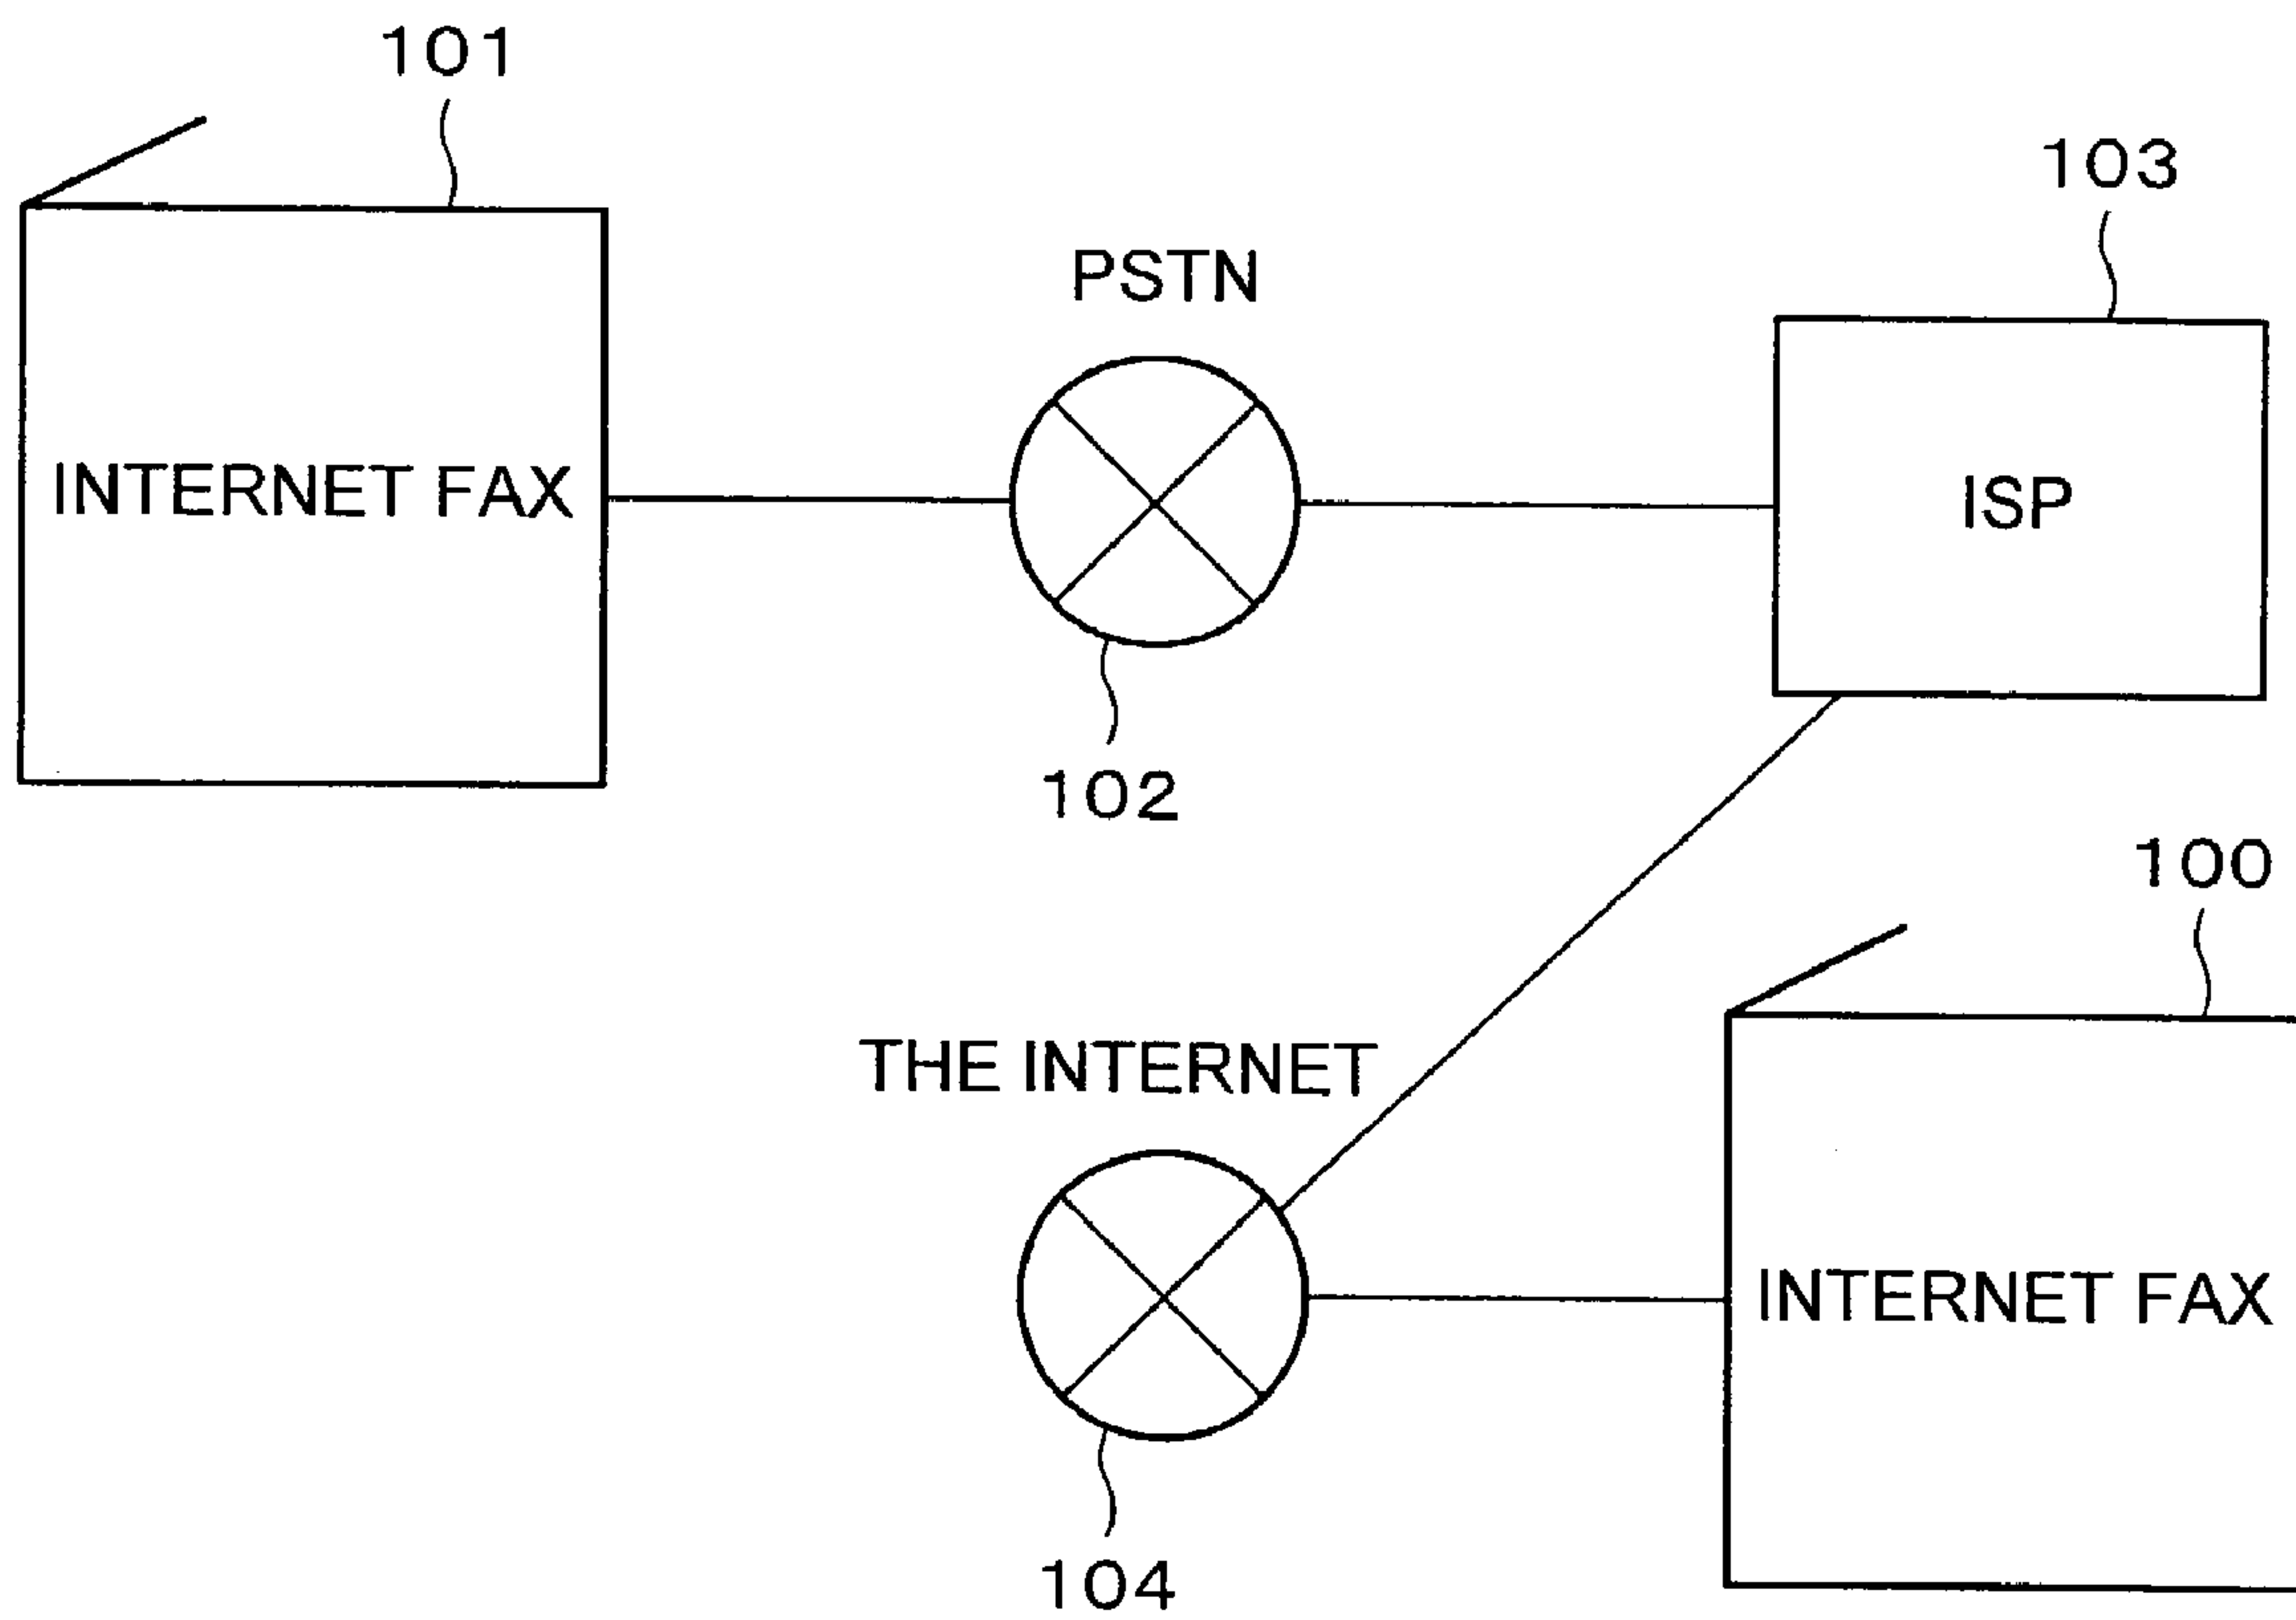 101
103
PSTN
INTERNET FAX
ISP
102
100
THE INTERNET
INTERNET FAX
104